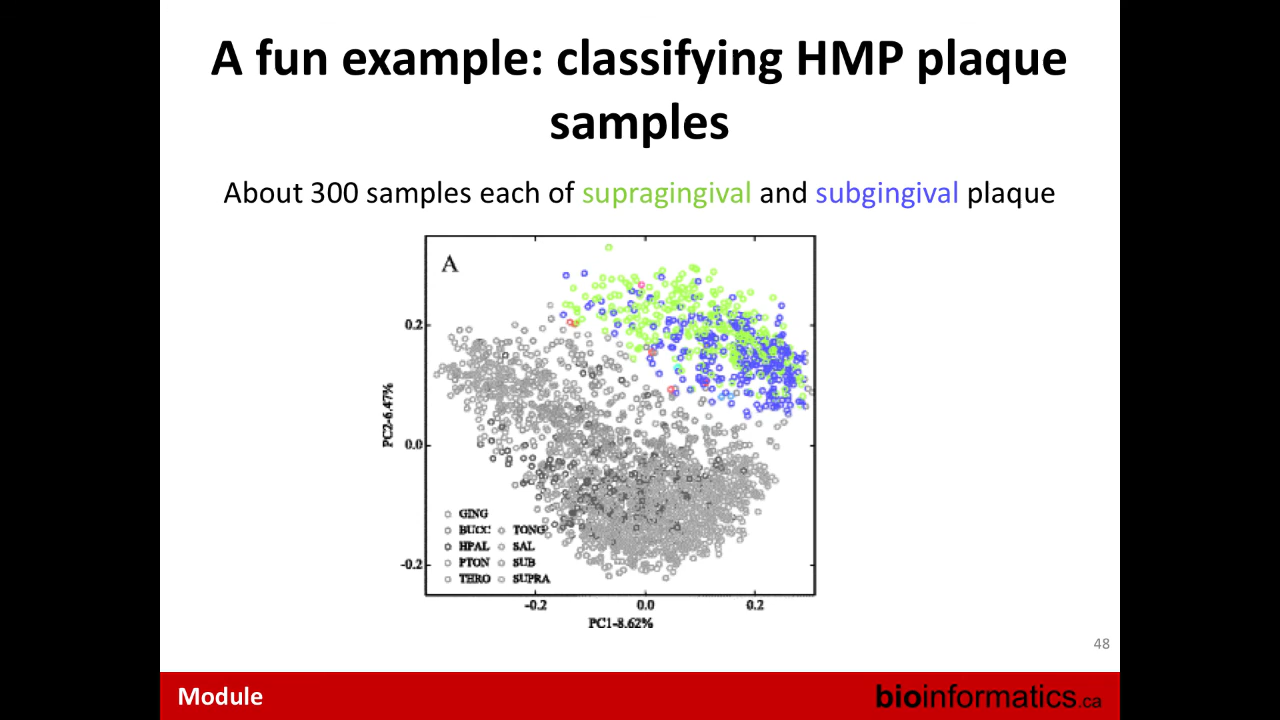 A fun example: classifying HMP plaque
samples
About 300 samples each of supragingival and subgingival plaque
A
0.2
0.0
-0.2
PC2-6.47%
GING
BUCC TONG
HPAL SAL
PTON SUB
THRO SUPRA
-0.2 0.0 0.2
PC1-8.62%
48
Module
bioinformatics.ca